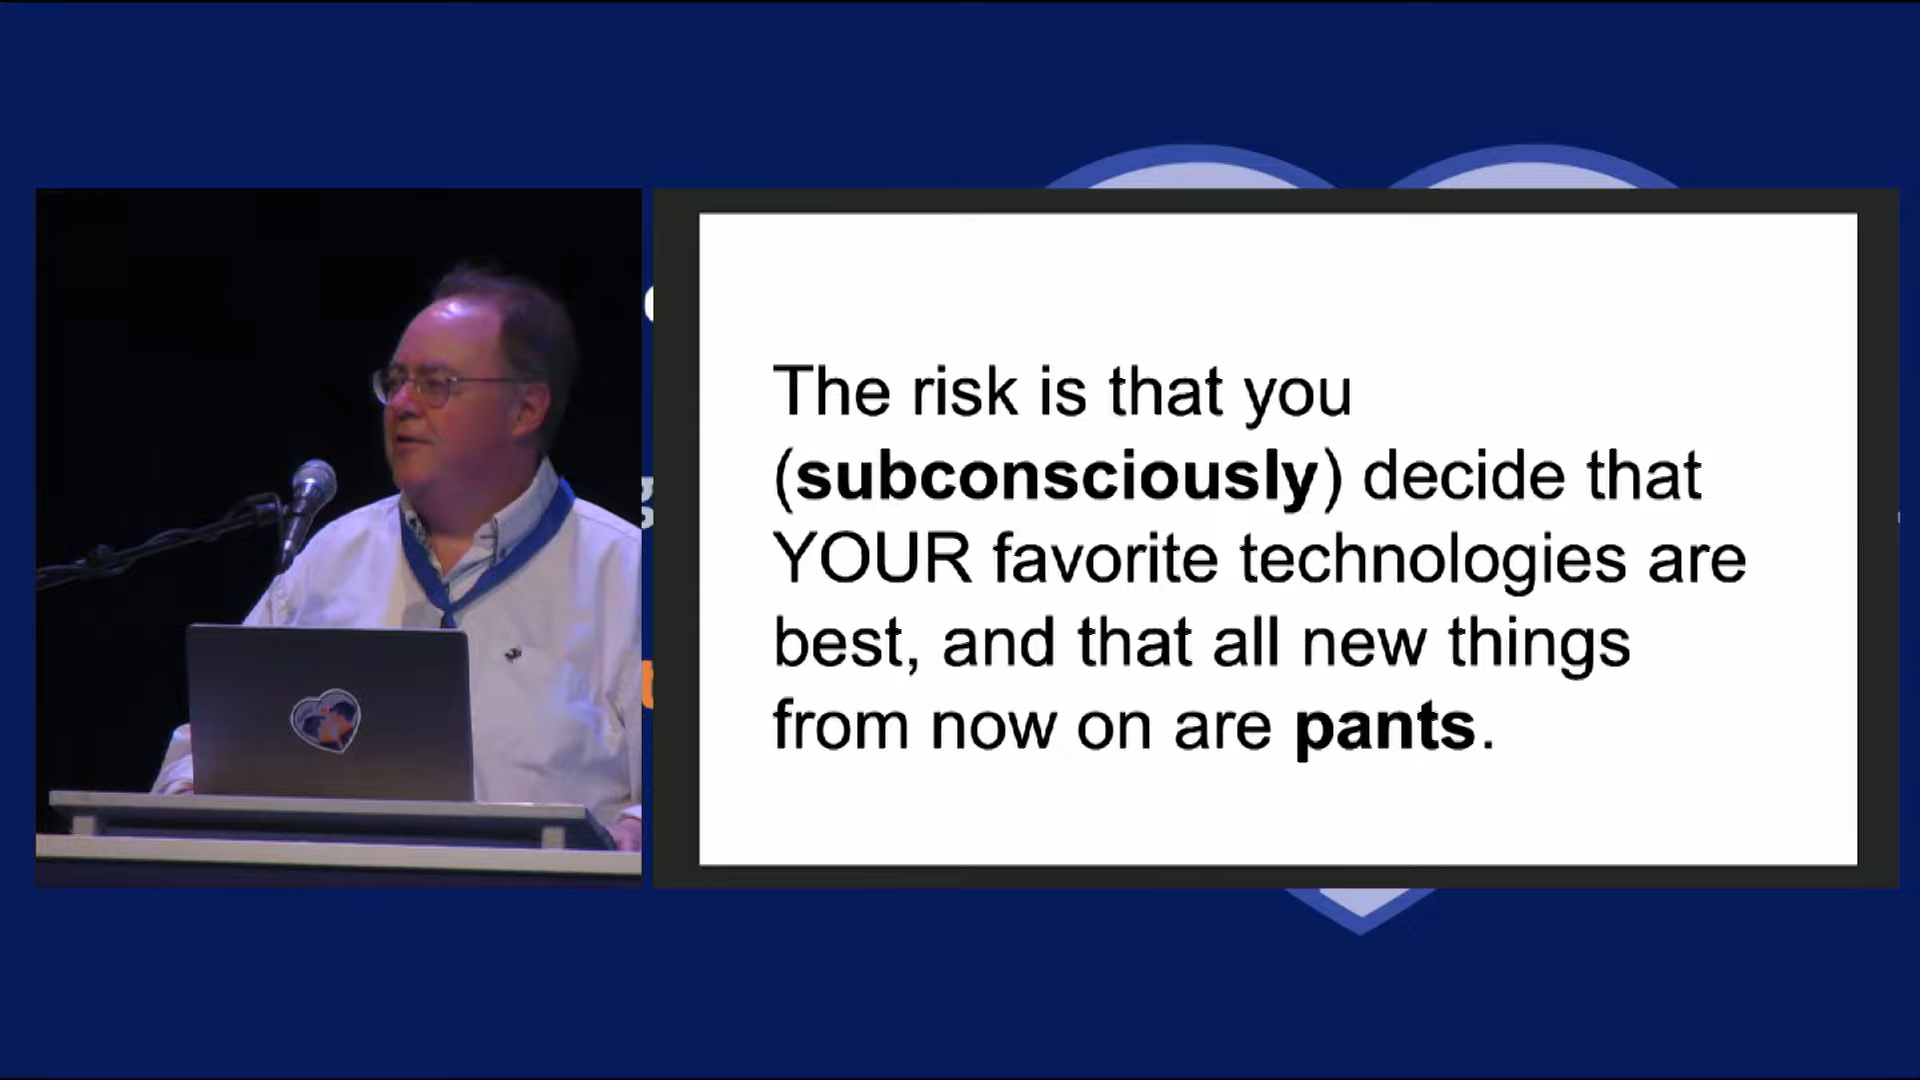 The risk is that you
(subconsciously) decide that
YOUR favorite technologies are
best, and that all new things
from now on are pants.